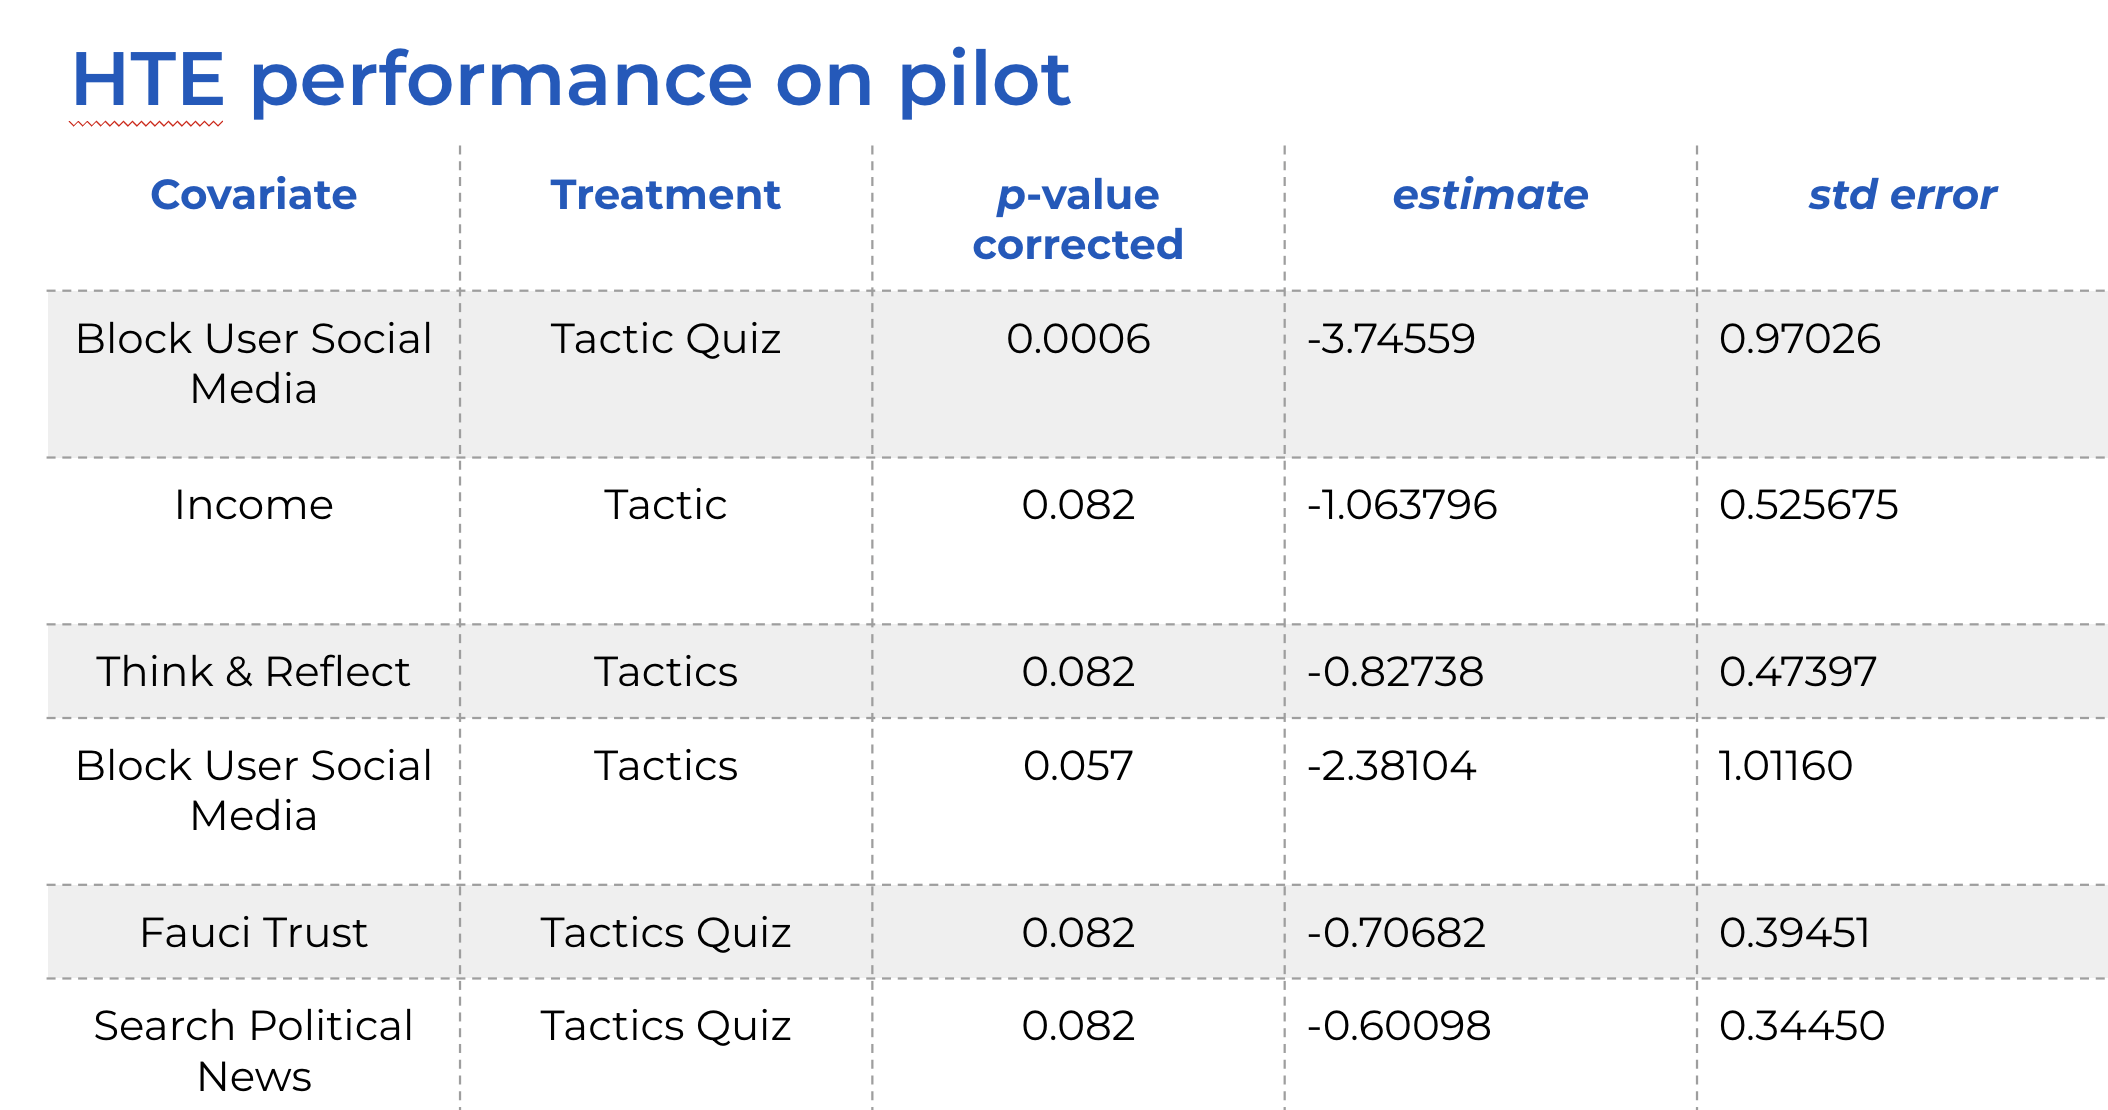 HTE performance on pilot
Covariate Treatment p-value corrected estimate std error
Block User Social Media Tactic Quiz 0.0006 -3.74559 0.97026
Income Tactic 0.082 -1.063796 0.525675
Think & Reflect Tactics 0.082 -0.82738 0.47397
Block User Social Media Tactics 0.057 -2.38104 1.01160
Fauci Trust Tactics Quiz 0.082 -0.70682 0.39451
Search Political News Tactics Quiz 0.082 -0.60098 0.34450